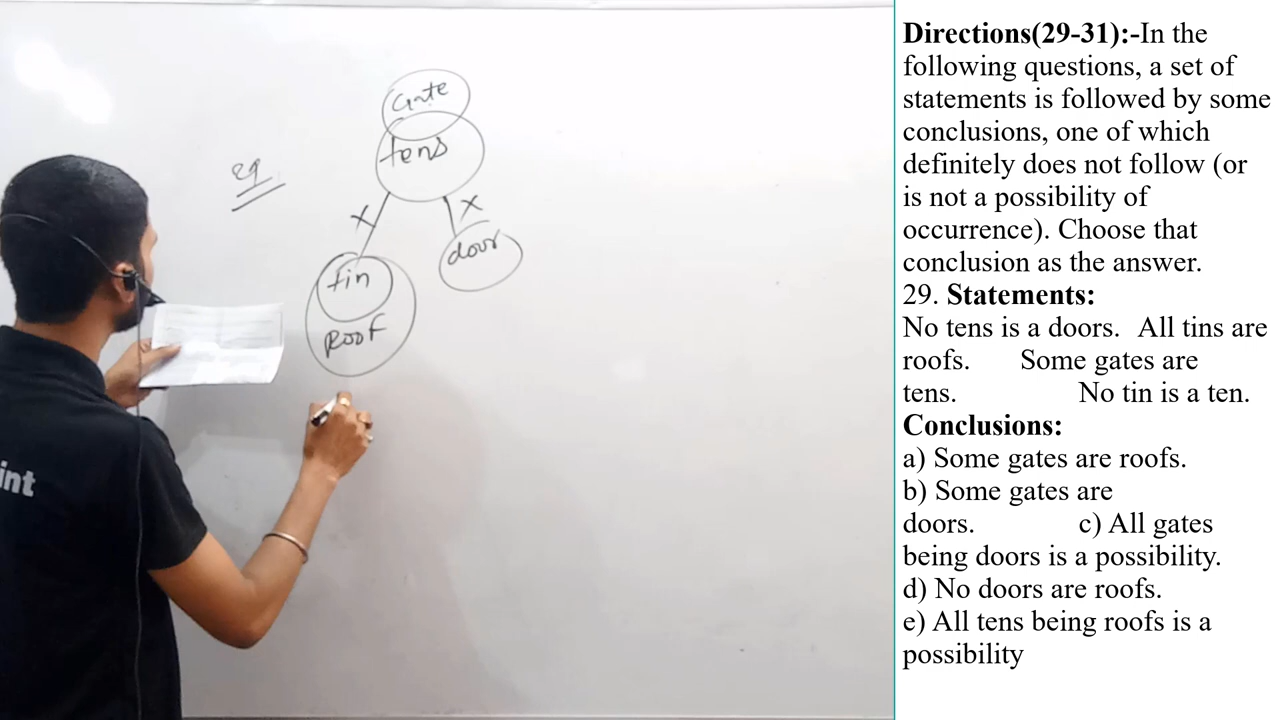 Gate
tens
29
X
X
tin
door
Roof
int
Directions(29-31):-In the
following questions, a set of
statements is followed by some
conclusions, one of which
definitely does not follow (or
is not a possibility of
occurrence). Choose that
conclusion as the answer.
29. Statements:
No tens is a doors. All tins are
roofs. Some gates are
tens. No tin is a ten.
Conclusions:
a) Some gates are roofs.
b) Some gates are
doors. c) All gates
being doors is a possibility.
d) No doors are roofs.
e) All tens being roofs is a
possibility